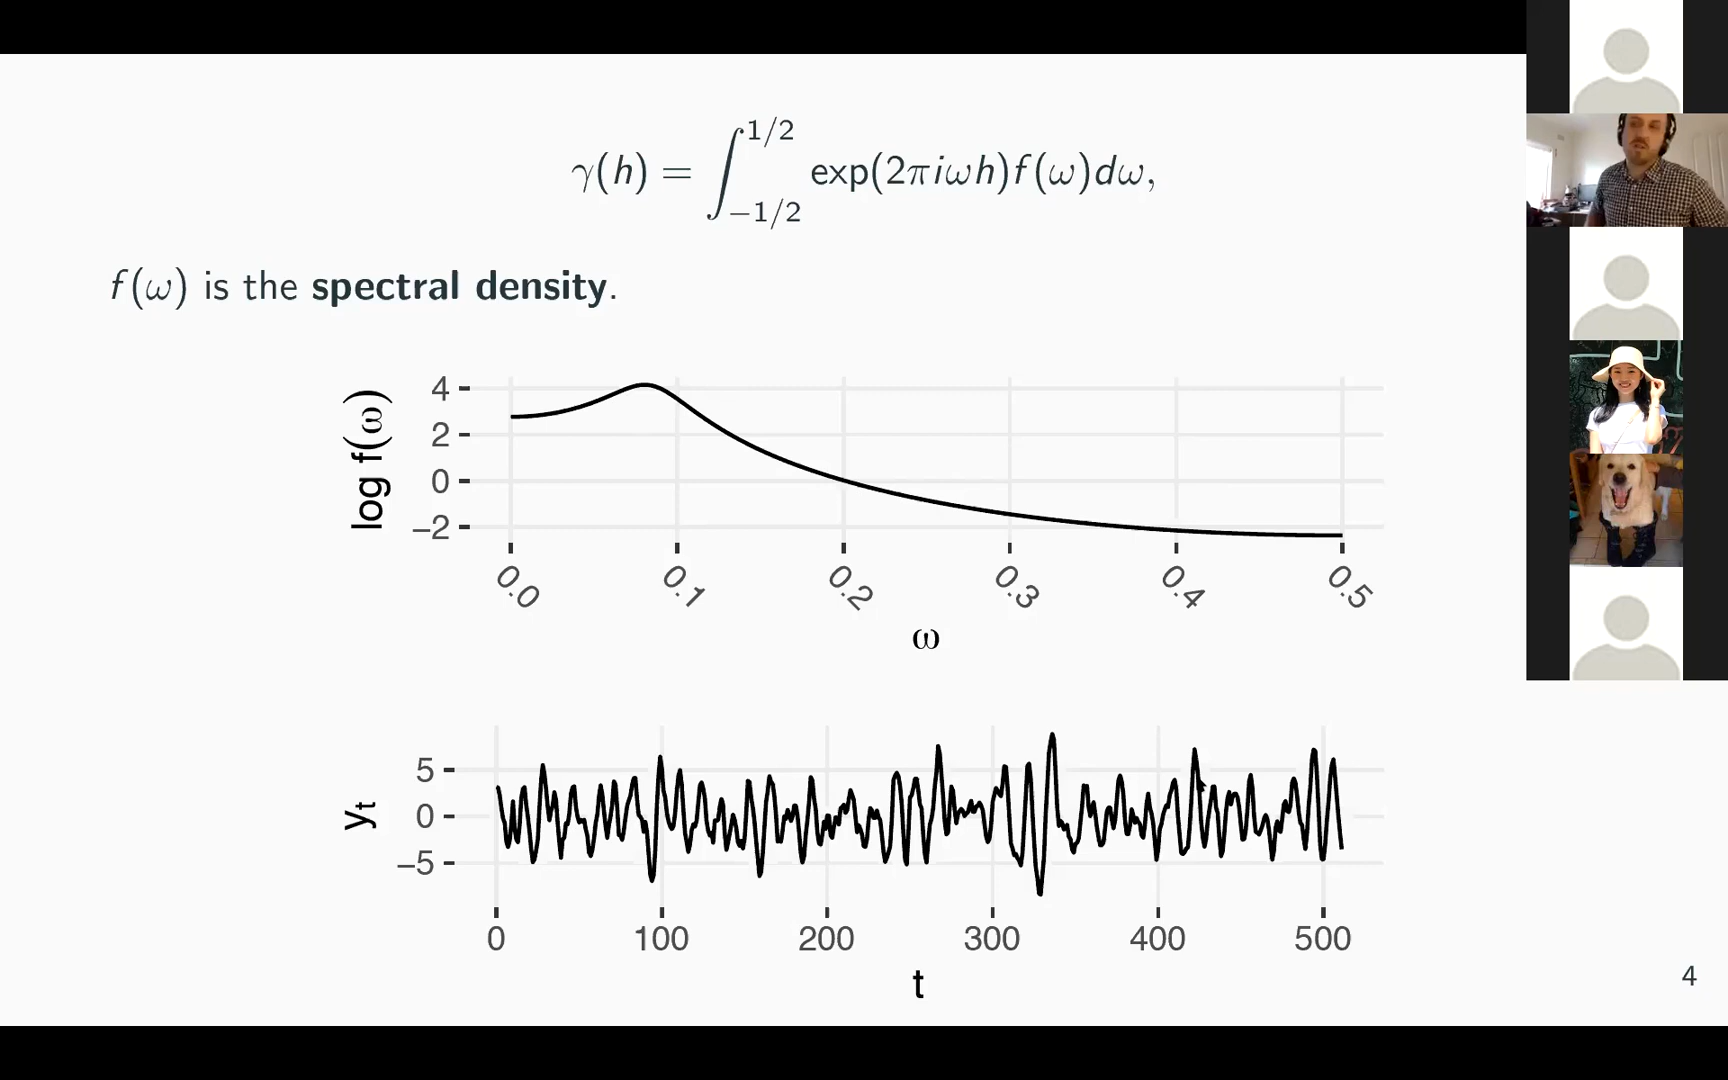 γ(h) = ∫_{−1/2}^{1/2} exp(2πiωh)f(ω)dω,
f(ω) is the spectral density.
log f(ω)
4
2
0
−2
0.0 0.1 0.2 0.3 0.4 0.5
ω
y_t
5
0
−5
0 100 200 300 400 500
t
4